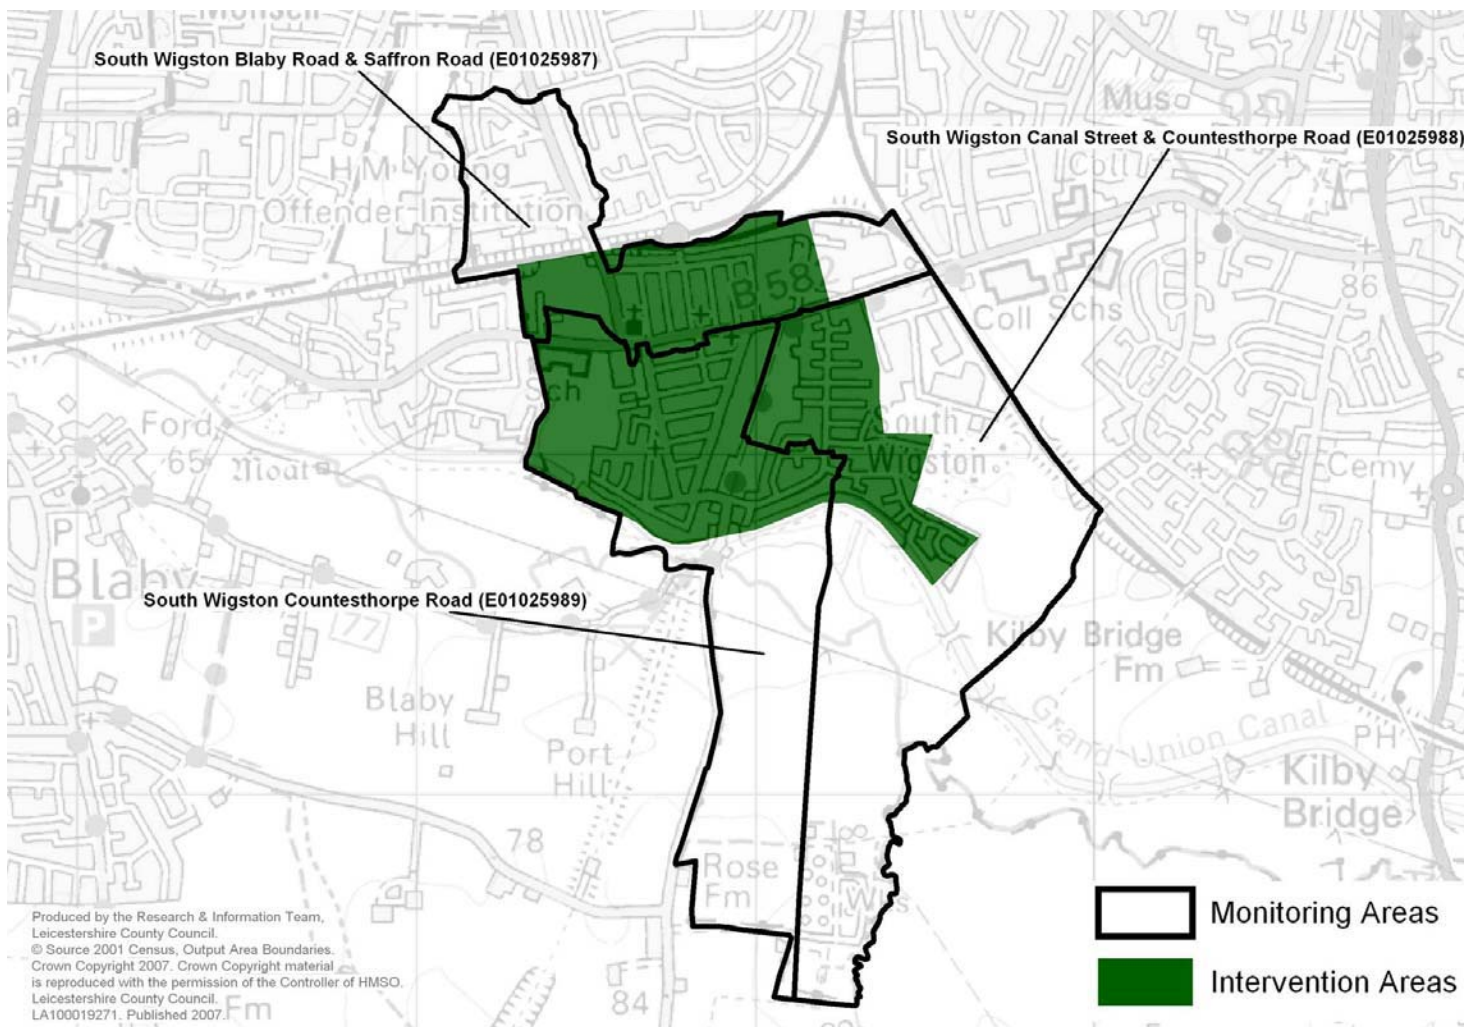 Mus
South Wigston Blaby Road & Saffron Road (E01025987)
South Wigston Canal Street & Countesthorpe Road (E01025988)
H M Young
Offender Institution
Coll
B 582
86
Coll Schs
Sch
Ford
65
Moat
South
Wigston
Cemy
P
Blaby
P
77
South Wigston Countesthorpe Road (E01025989)
Kilby Bridge
Fm
Blaby
Hill
Port
Hill
Grand Union Canal
PH
Kilby
Bridge
78
Rose
Fm
Wks
84
Fm
Monitoring Areas
Intervention Areas
Produced by the Research & Information Team,
Leicestershire County Council.
© Source 2001 Census, Output Area Boundaries.
Crown Copyright 2007. Crown Copyright material
is reproduced with the permission of the Controller of HMSO.
Leicestershire County Council.
LA100019271. Published 2007.